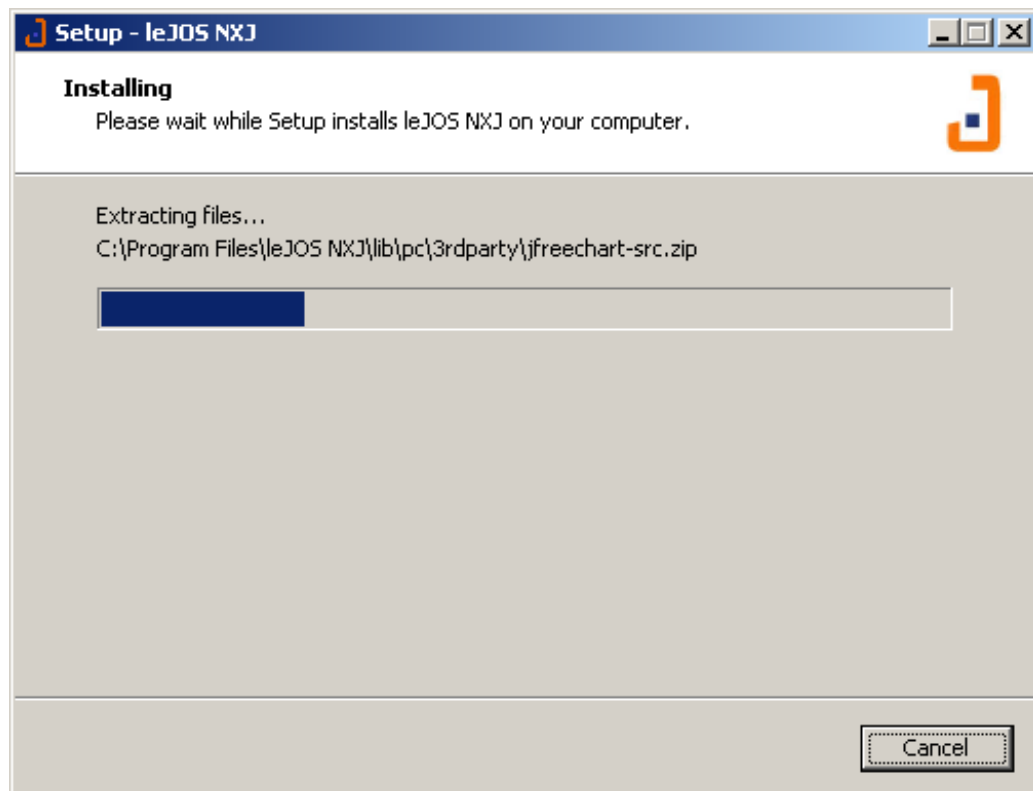 Setup - leJOS NXJ
Installing
Please wait while Setup installs leJOS NXJ on your computer.
Extracting files...
C:\Program Files\leJOS NXJ\lib\pc\3rdparty\jfreechart-src.zip
Cancel